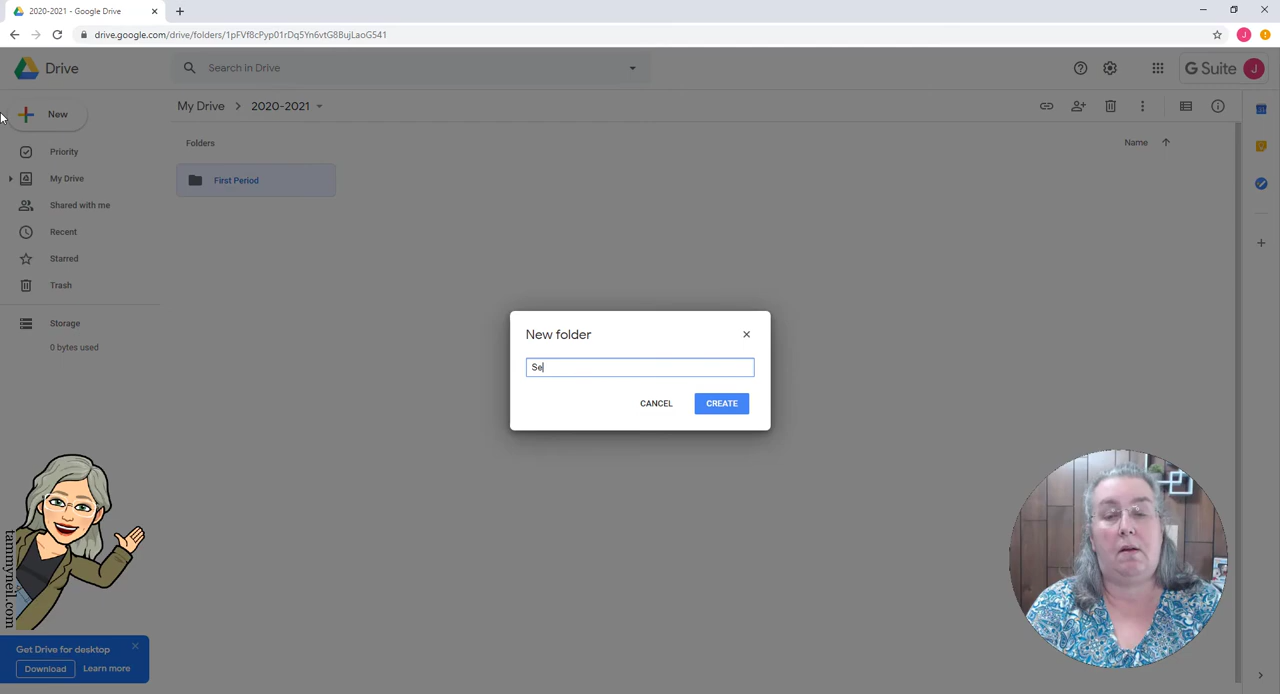 2020-2021 - Google Drive
drive.google.com/drive/folders/1pFVf8cPyp01rDq5Yn6vtG8BujLaoG541
J
Drive
Search in Drive
G Suite
J
New
My Drive
2020-2021
Priority
Folders
Name
My Drive
First Period
Shared with me
Recent
Starred
Trash
Storage
0 bytes used
New folder
Se
CANCEL
CREATE
tammyneil.com
Get Drive for desktop
Download
Learn more